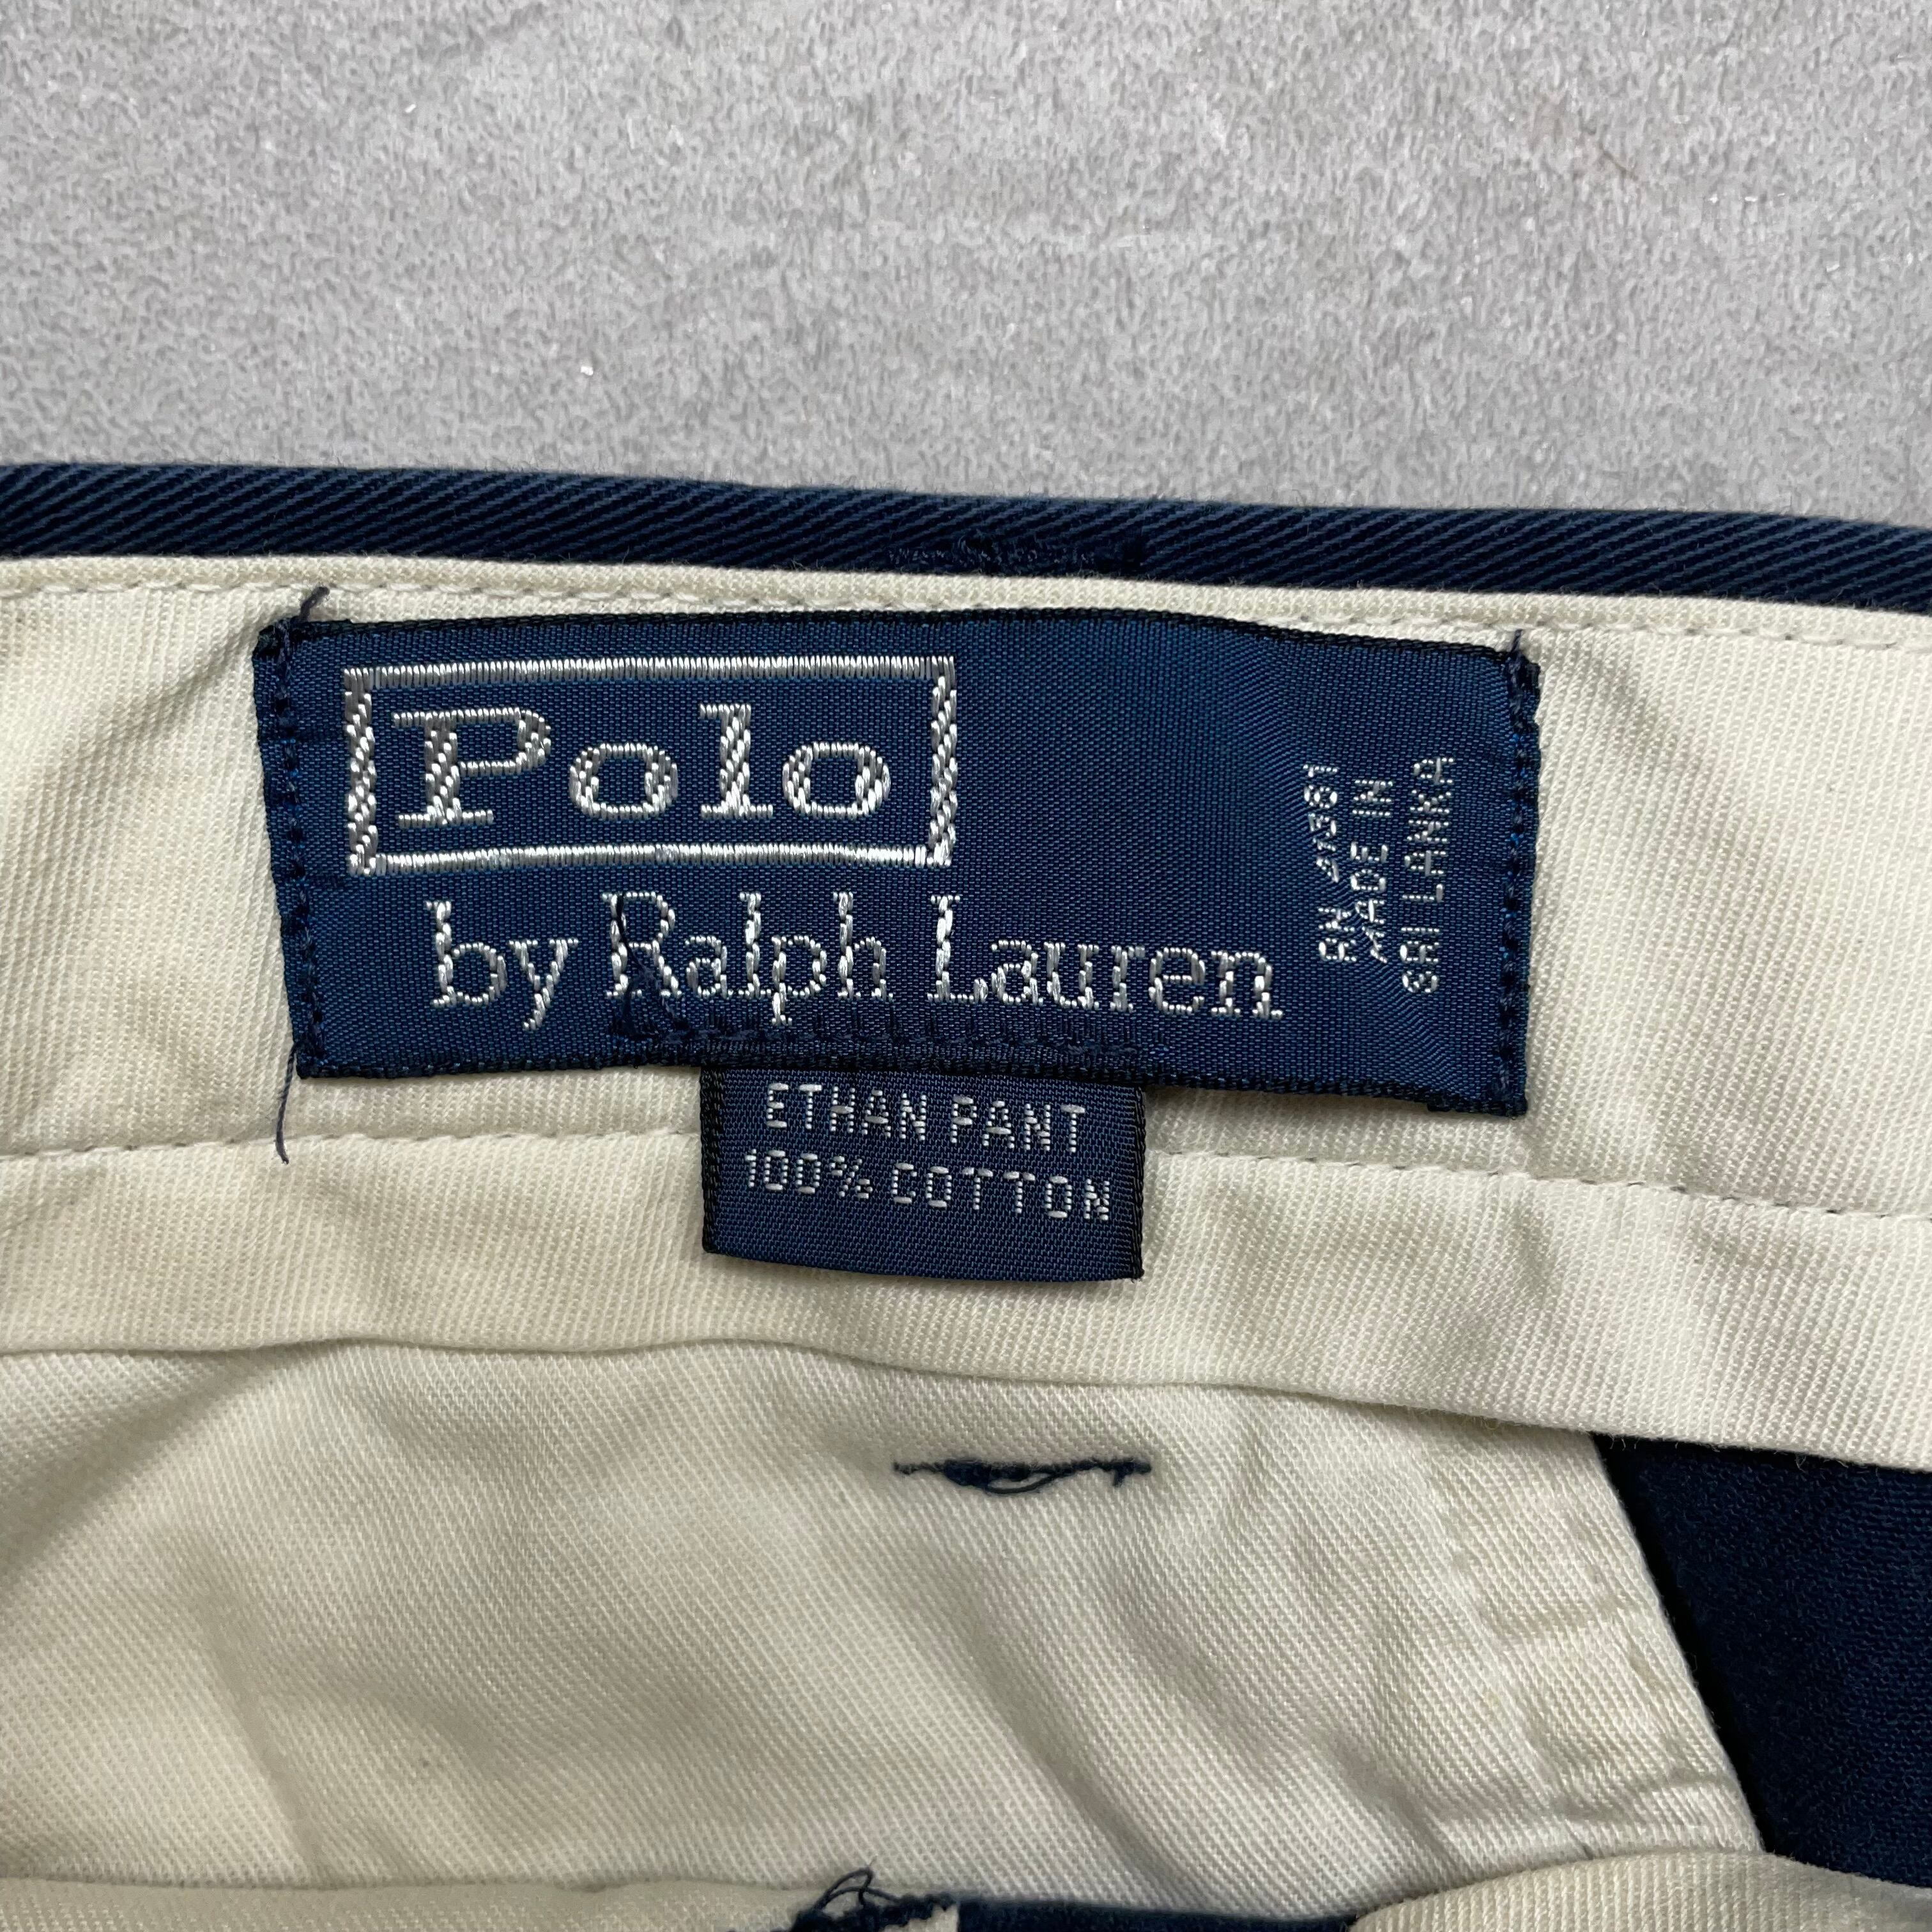 Polo
by Ralph Lauren
RN 41381
MADE IN
SRI LANKA
ETHAN PANT
100% COTTON